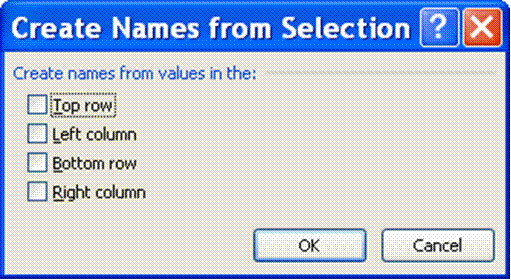 Create Names from Selection
Create names from values in the:
Top row
Left column
Bottom row
Right column
OK
Cancel